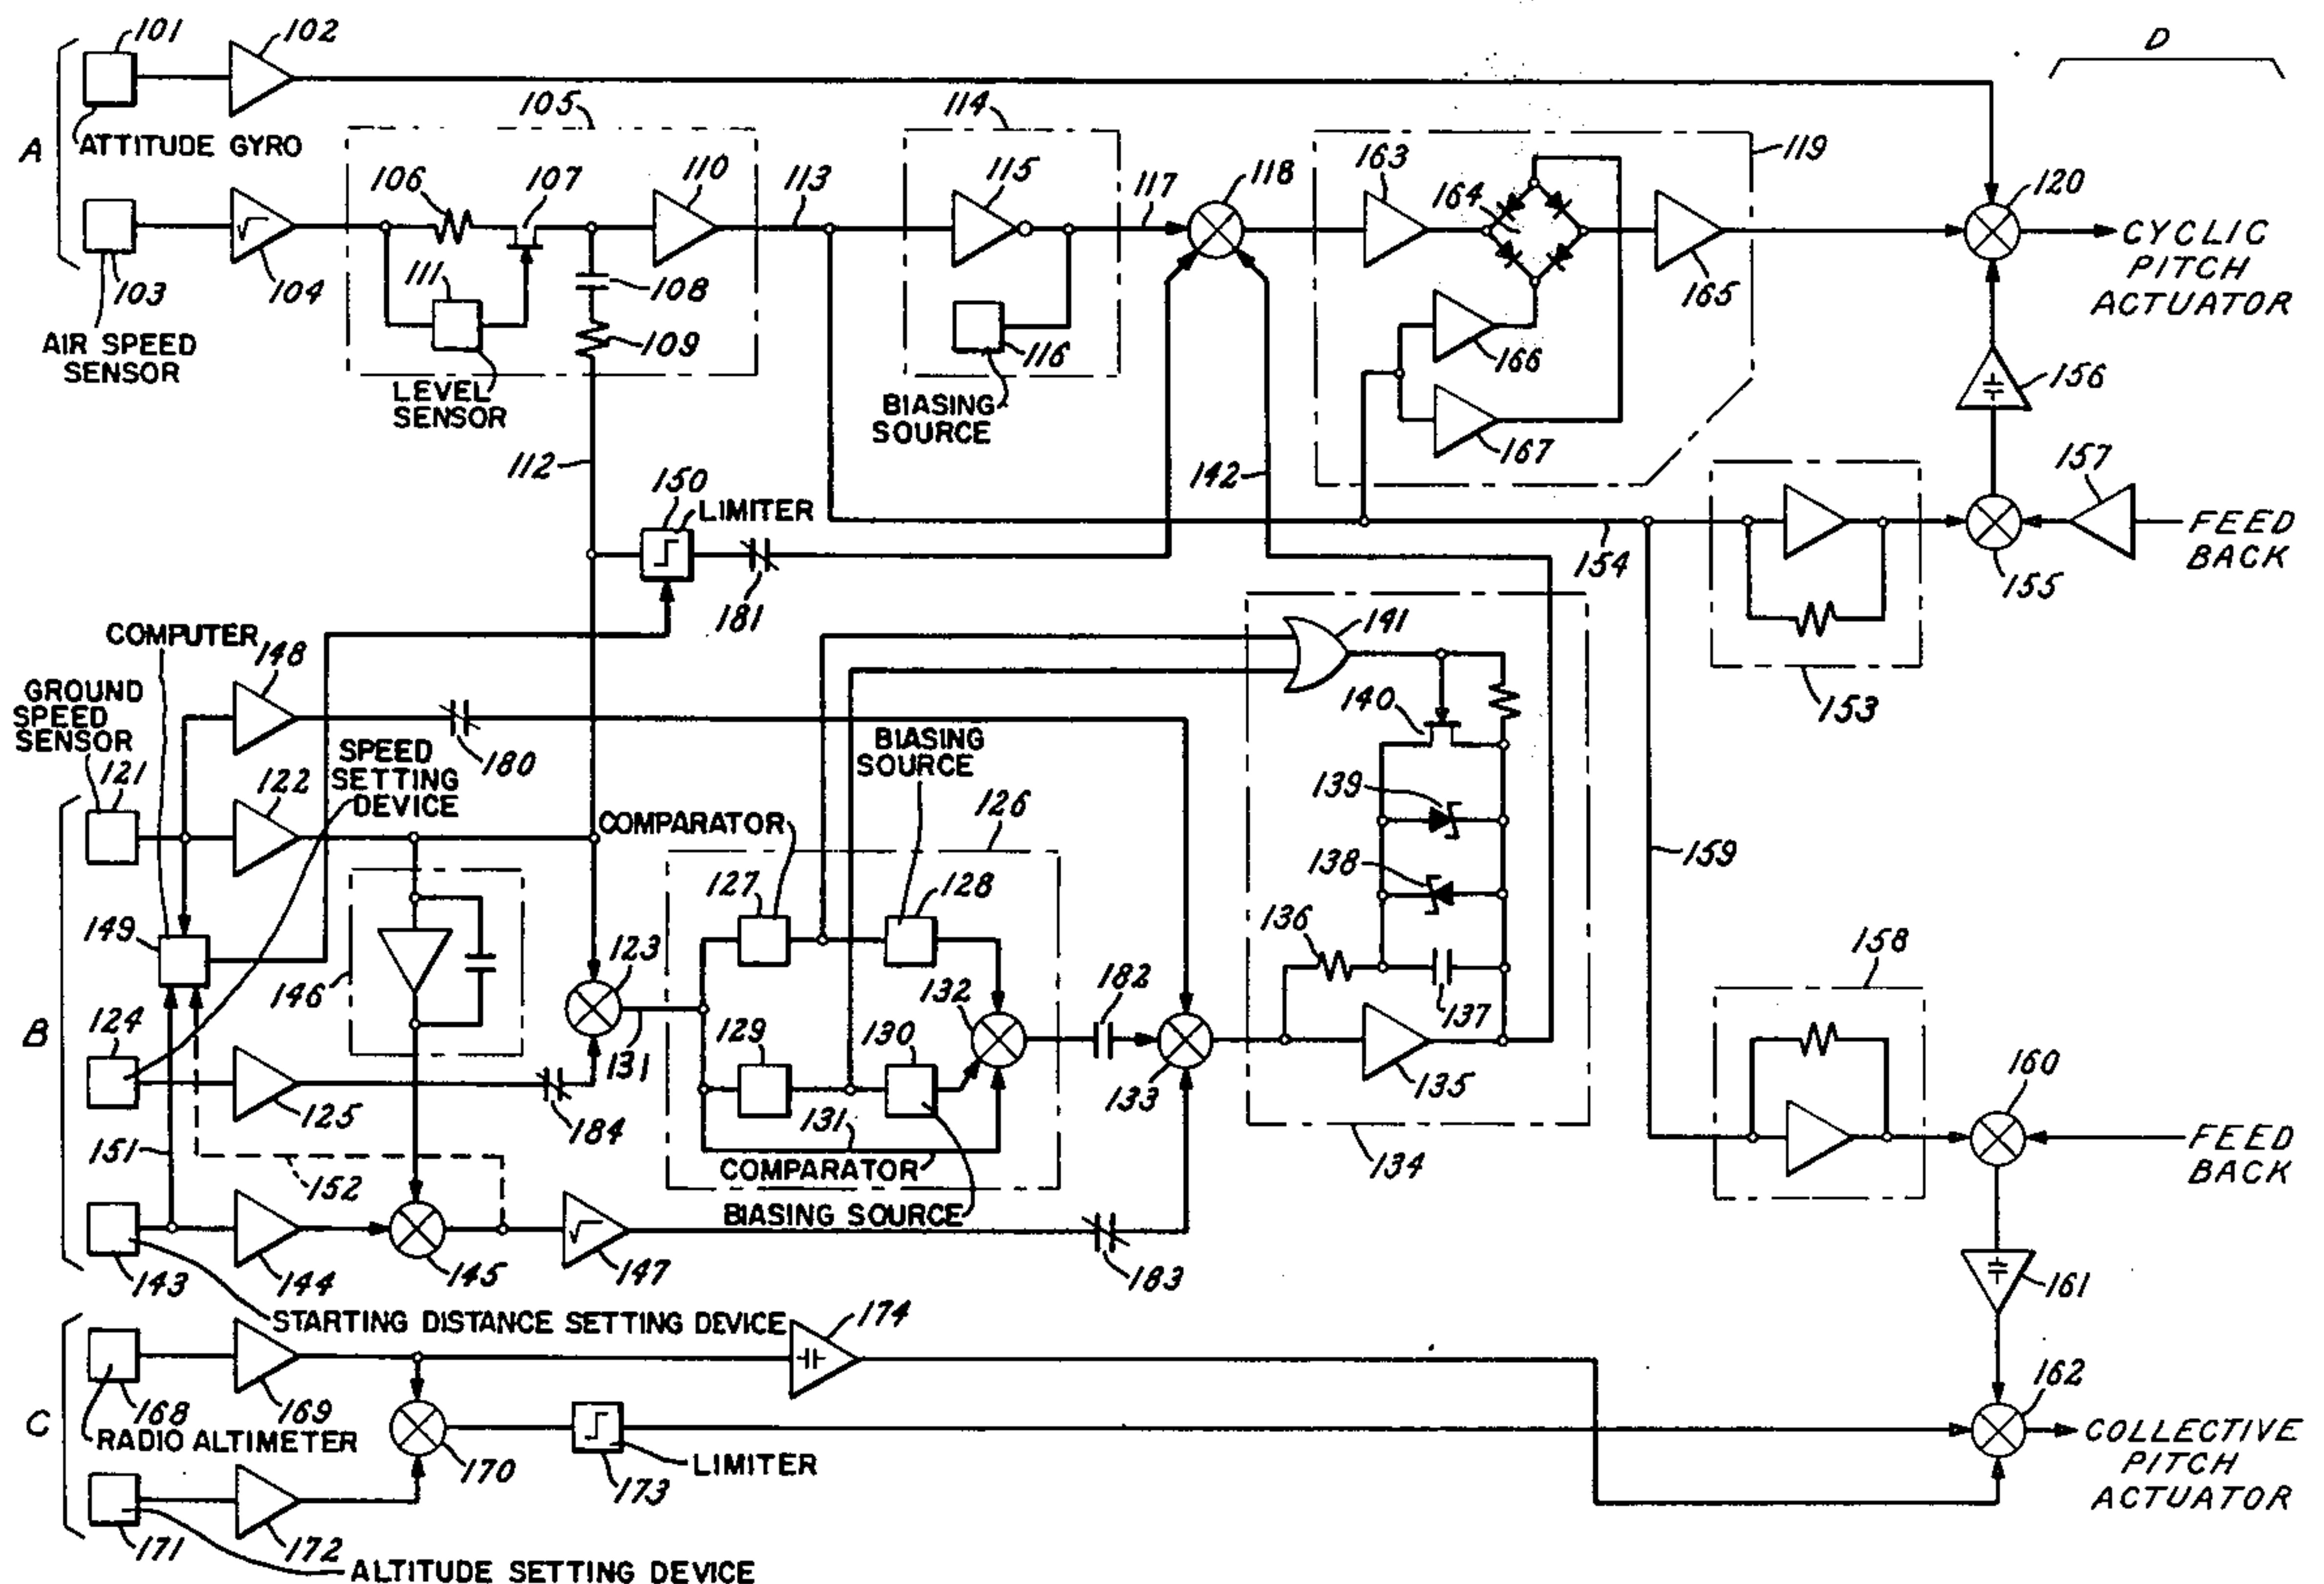 101
102
D
A
ATTITUDE GYRO
105
114
119
106
107
110
113
115
117
118
163
164
120
CYCLIC
PITCH
ACTUATOR
103
104
111
108
109
116
166
165
167
156
AIR SPEED
SENSOR
LEVEL
SENSOR
BIASING
SOURCE
112
150
LIMITER
142
157
154
155
FEED
BACK
181
COMPUTER
148
141
153
GROUND
SPEED
SENSOR
180
SPEED
SETTING
DEVICE
BIASING
SOURCE
140
121
122
COMPARATOR
126
139
138
159
127
128
136
137
149
146
123
132
182
158
B
124
129
130
131
133
135
160
125
184
131
134
151
152
COMPARATOR
BIASING SOURCE
FEED
BACK
143
144
145
147
183
161
STARTING DISTANCE SETTING DEVICE
174
C
168
169
RADIO ALTIMETER
170
LIMITER
173
162
COLLECTIVE
PITCH
ACTUATOR
171
172
ALTITUDE SETTING DEVICE